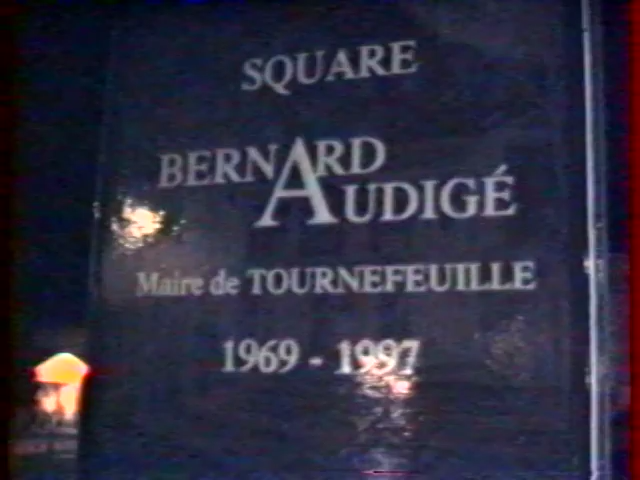 SQUARE
BERNARD
AUDIGÉ
Maire de TOURNEFEUILLE
1969 - 1997